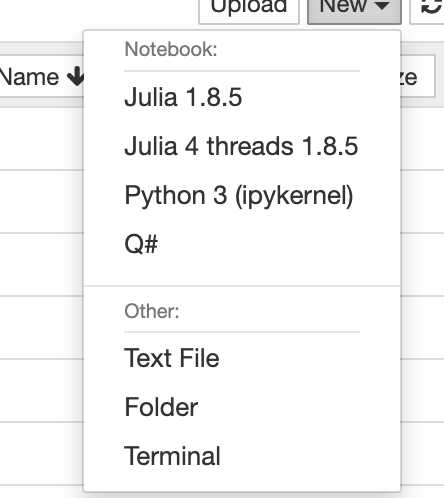 Upload New
Name ze
Notebook:
Julia 1.8.5
Julia 4 threads 1.8.5
Python 3 (ipykernel)
Q#
Other:
Text File
Folder
Terminal